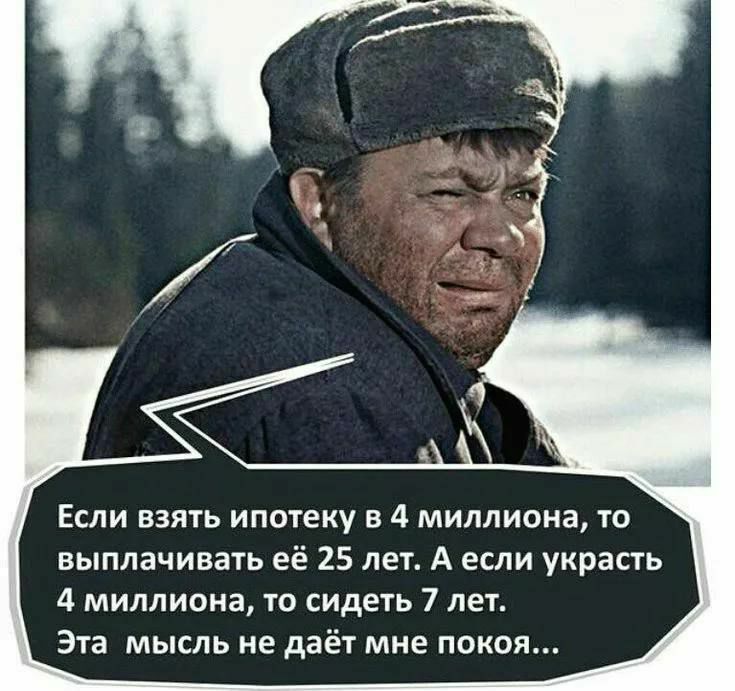 Если взять ипотеку в 4 миллиона, то
выплачивать её 25 лет. А если украсть
4 миллиона, то сидеть 7 лет.
Эта мысль не даёт мне покоя...